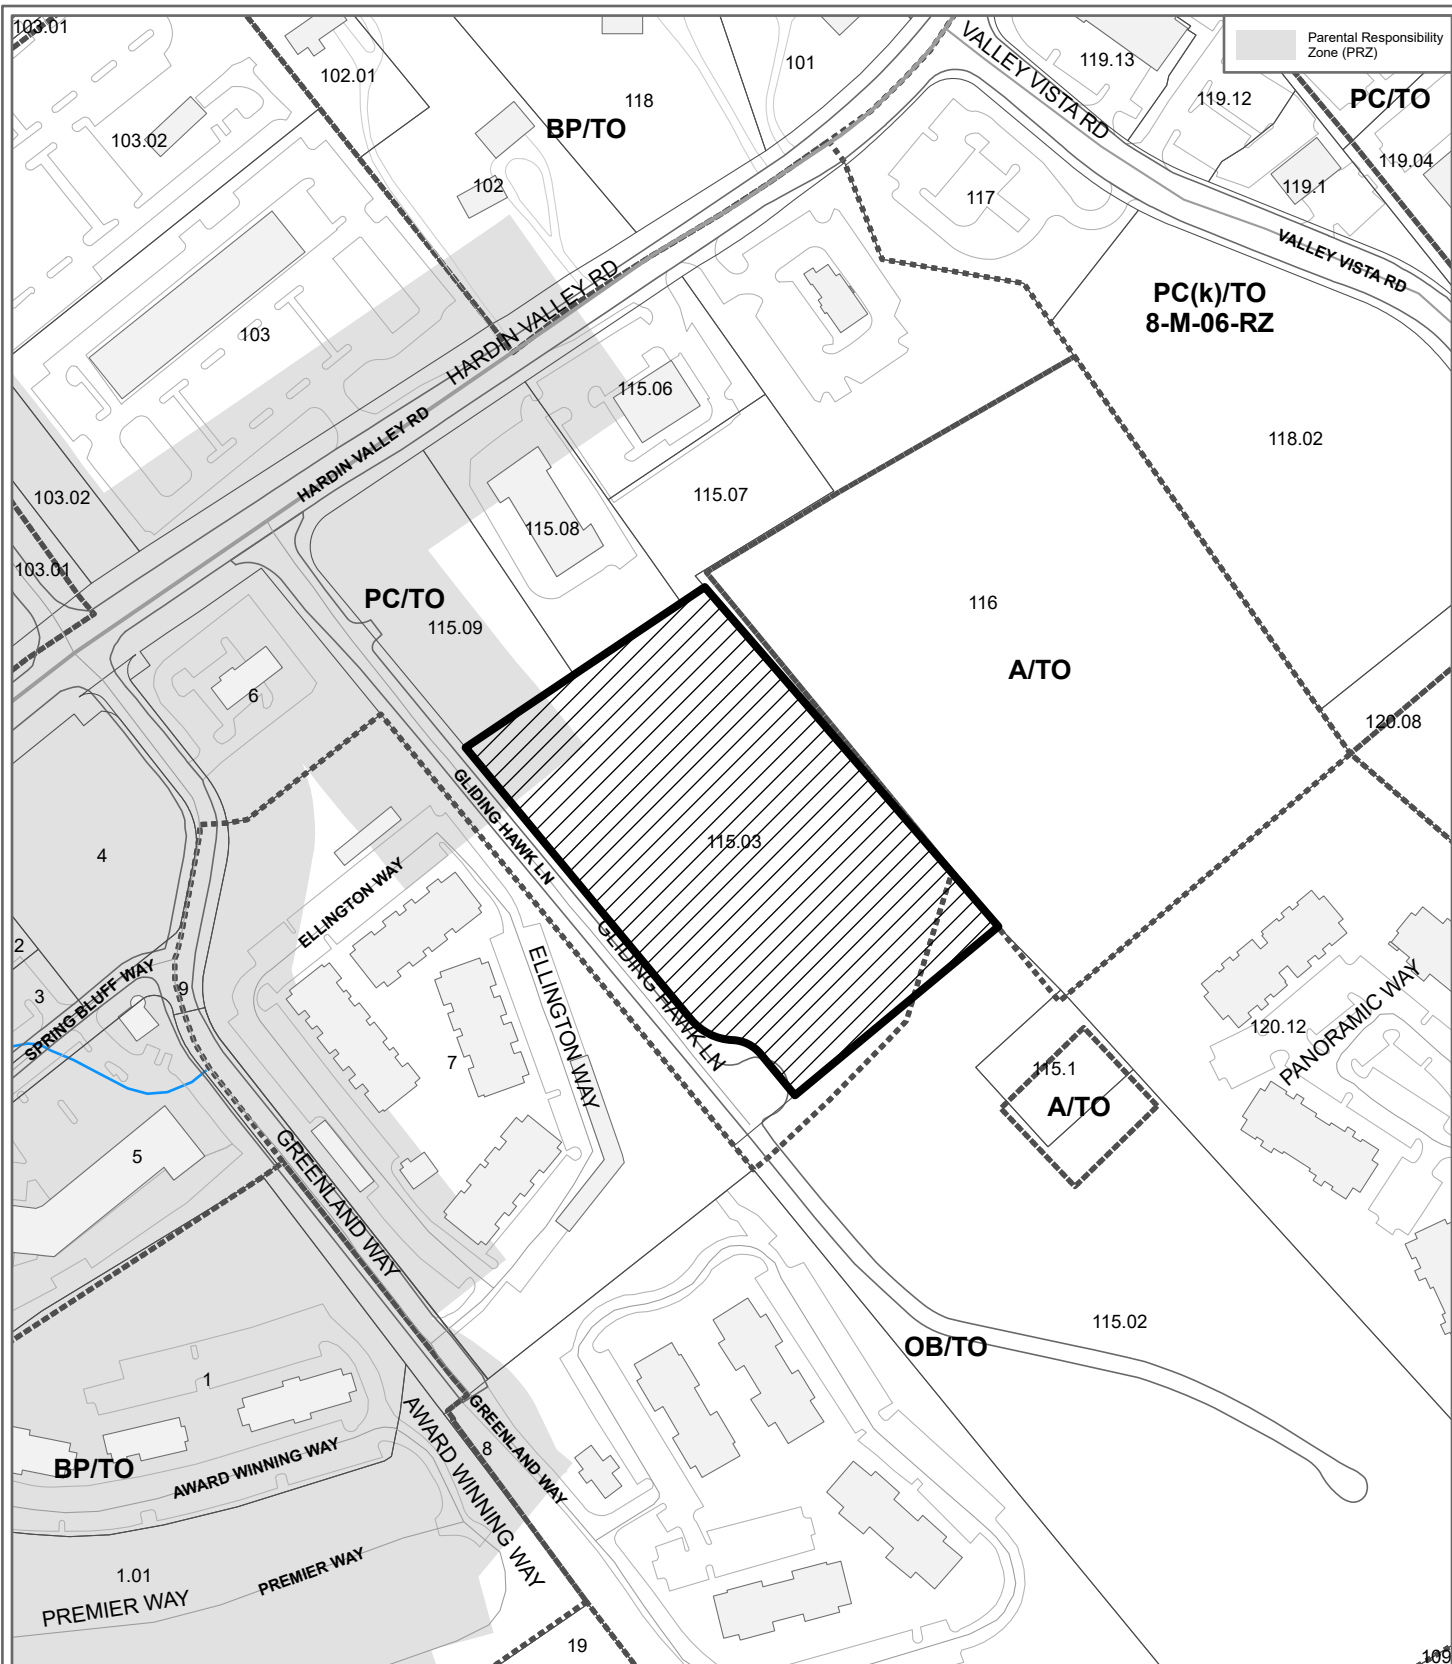 103.01
102.01
101
VALLEY VISTA RD
119.13
Parental Responsibility
Zone (PRZ)
118
BP/TO
119.12
PC/TO
103.02
119.04
102
117
119.1
VALLEY VISTA RD
HARDIN VALLEY RD
PC(k)/TO
8-M-06-RZ
103
115.06
HARDIN VALLEY RD
118.02
103.02
115.07
115.08
103.01
PC/TO
115.09
116
A/TO
6
120.08
GLIDING HAWK LN
115.03
4
ELLINGTON WAY
GLIDING HAWK LN
2
ELLINGTON WAY
3
9
SPRING BLUFF WAY
120.12
PANORAMIC WAY
7
115.1
A/TO
5
GREENLAND WAY
115.02
OB/TO
1
AWARD WINNING WAY
GREENLAND WAY
8
BP/TO
AWARD WINNING WAY
1.01
PREMIER WAY
PREMIER WAY
19
109